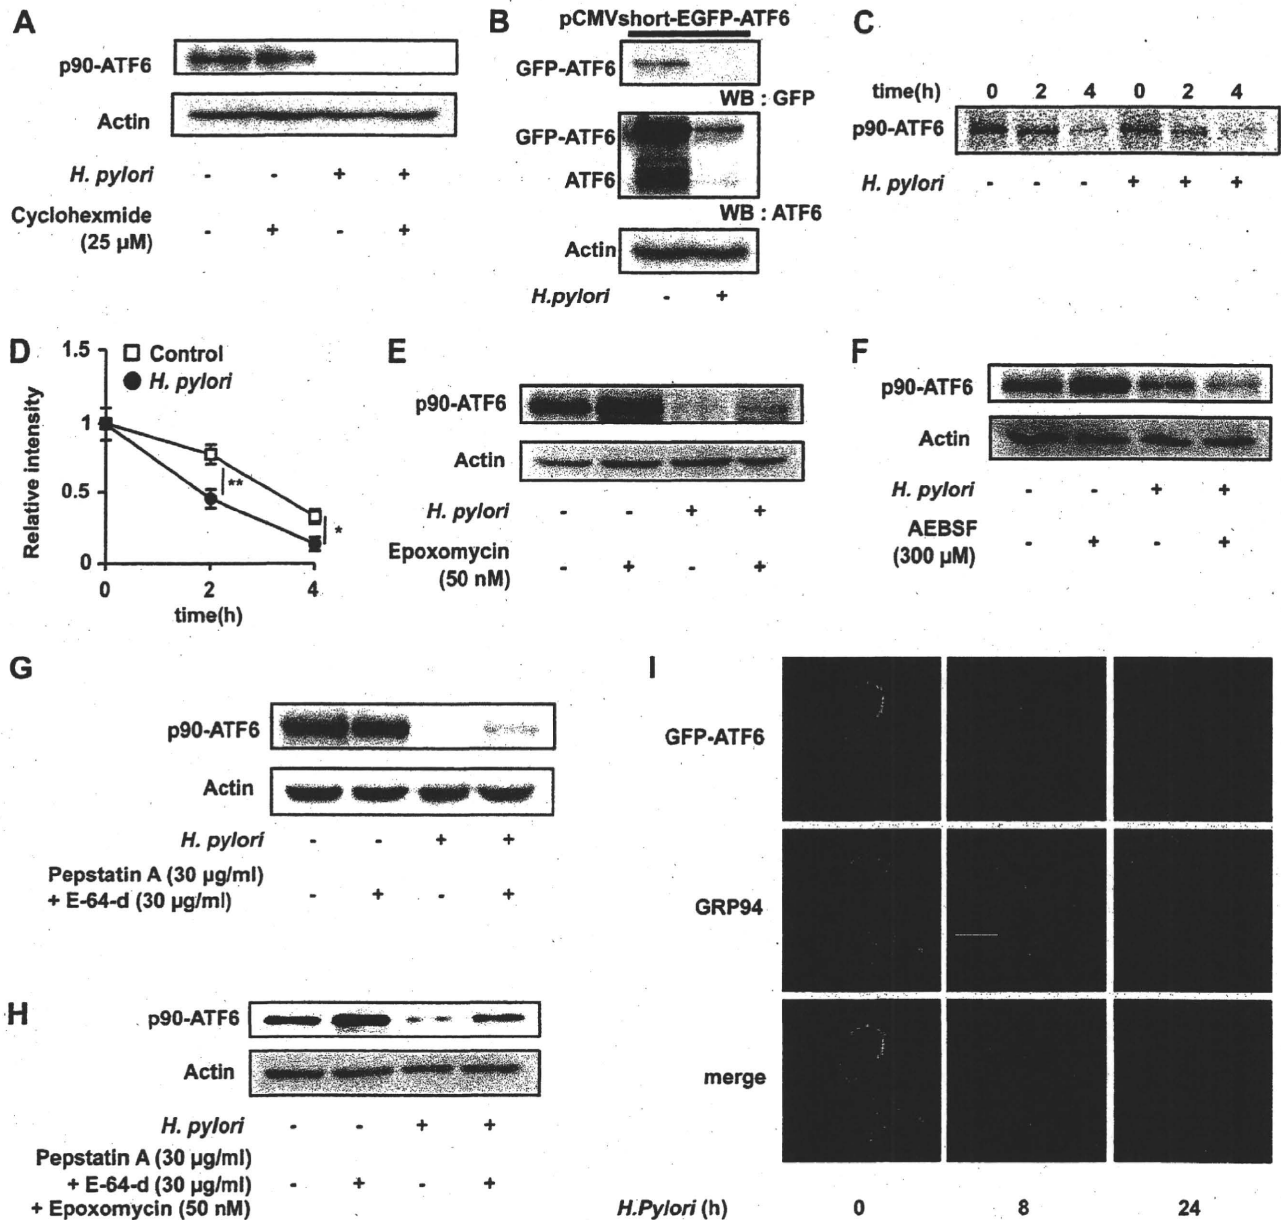 A
p90-ATF6
Actin
H. pylori - - + +
Cyclohexmide
(25 µM) - + - +
B
pCMVshort-EGFP-ATF6
GFP-ATF6
WB : GFP
GFP-ATF6
ATF6
WB : ATF6
Actin
H.pylori - +
C
time(h) 0 2 4 0 2 4
p90-ATF6
H. pylori - - - + + +
D
1.5
1
0.5
0
Relative intensity
Control
H. pylori
**
*
0 2 4
time(h)
E
p90-ATF6
Actin
H. pylori - - + +
Epoxomycin
(50 nM) - + - +
F
p90-ATF6
Actin
H. pylori - - + +
AEBSF
(300 µM) - + - +
G
p90-ATF6
Actin
H. pylori - - + +
Pepstatin A (30 µg/ml)
+ E-64-d (30 µg/ml) - + - +
H
p90-ATF6
Actin
H. pylori - - + +
Pepstatin A (30 µg/ml)
+ E-64-d (30 µg/ml) - + - +
+ Epoxomycin (50 nM)
I
GFP-ATF6
GRP94
merge
H.Pylori (h) 0 8 24